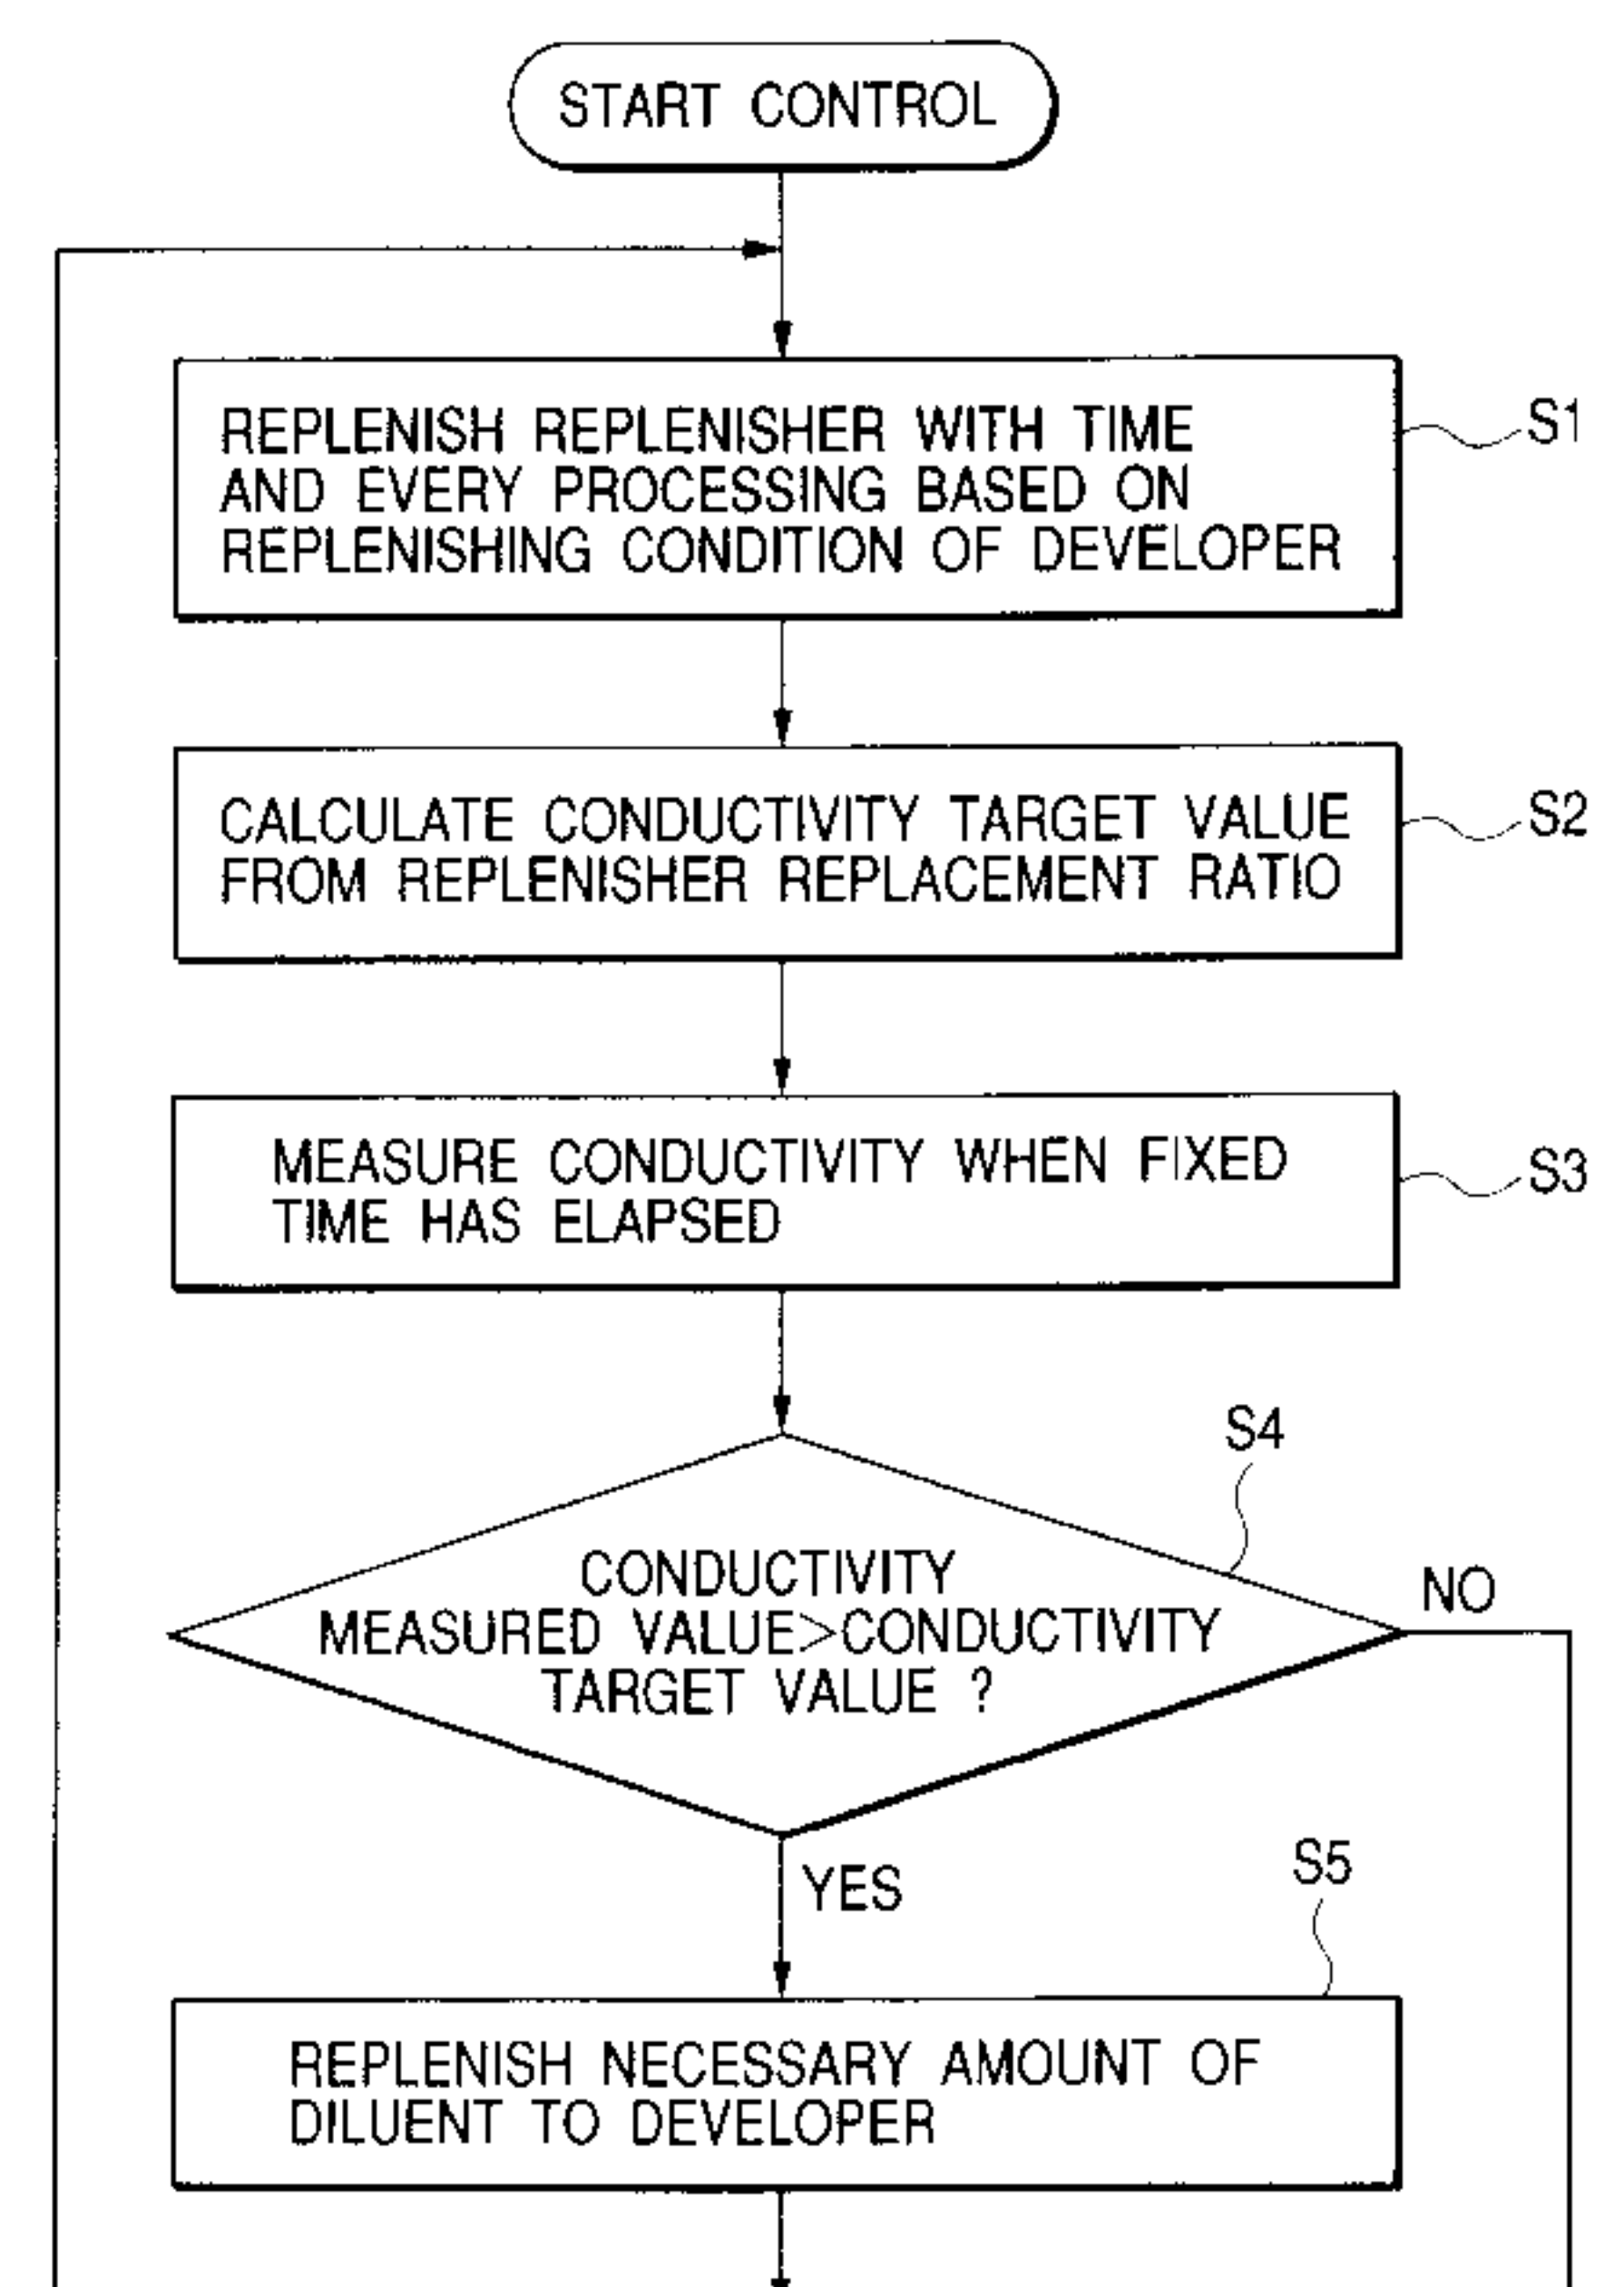 START CONTROL
REPLENISH REPLENISHER WITH TIME
AND EVERY PROCESSING BASED ON
REPLENISHING CONDITION OF DEVELOPER
S1
CALCULATE CONDUCTIVITY TARGET VALUE
FROM REPLENISHER REPLACEMENT RATIO
S2
MEASURE CONDUCTIVITY WHEN FIXED
TIME HAS ELAPSED
S3
S4
CONDUCTIVITY
MEASURED VALUE>CONDUCTIVITY
TARGET VALUE ?
NO
YES
S5
REPLENISH NECESSARY AMOUNT OF
DILUENT TO DEVELOPER